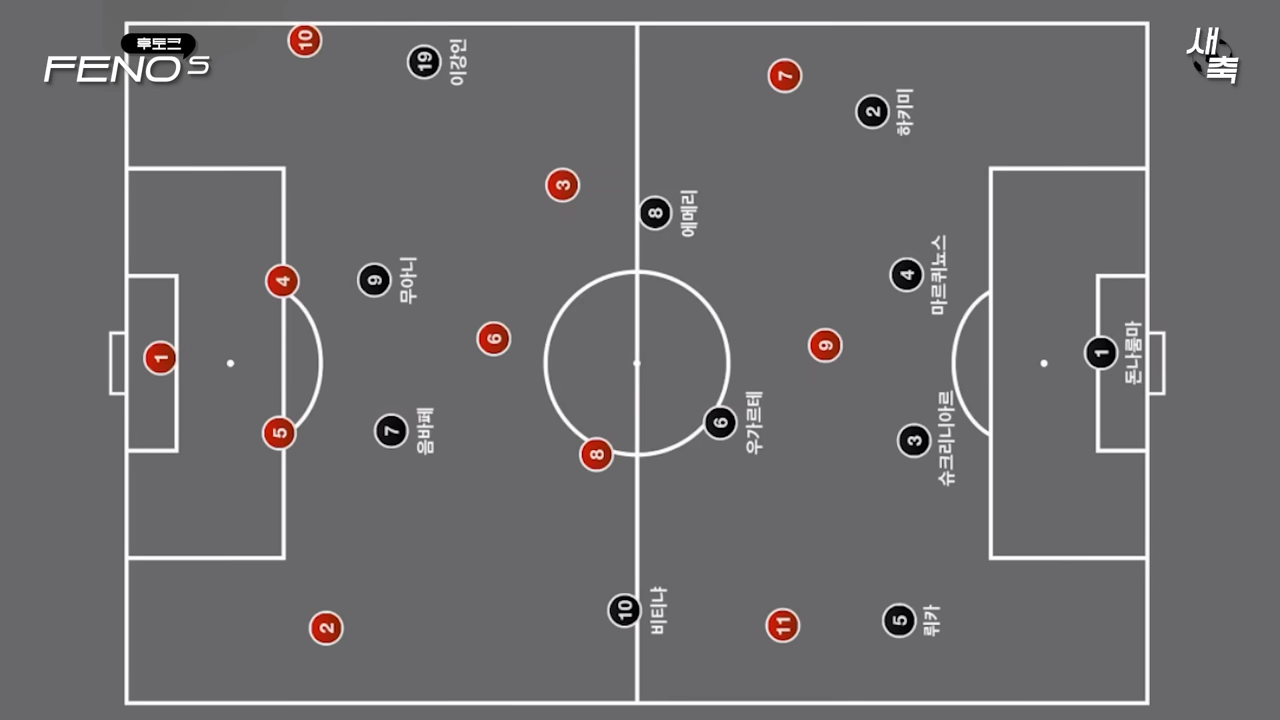 후토크
FENO5
새축
10
19
이강인
7
2
하키미
3
8
에메리
4
9
무아니
4
마르퀴뇨스
1
6
9
1
돈나룸마
5
7
음바페
8
6
우가르테
3
슈크리니아르
2
10
비티냐
11
5
뤼카